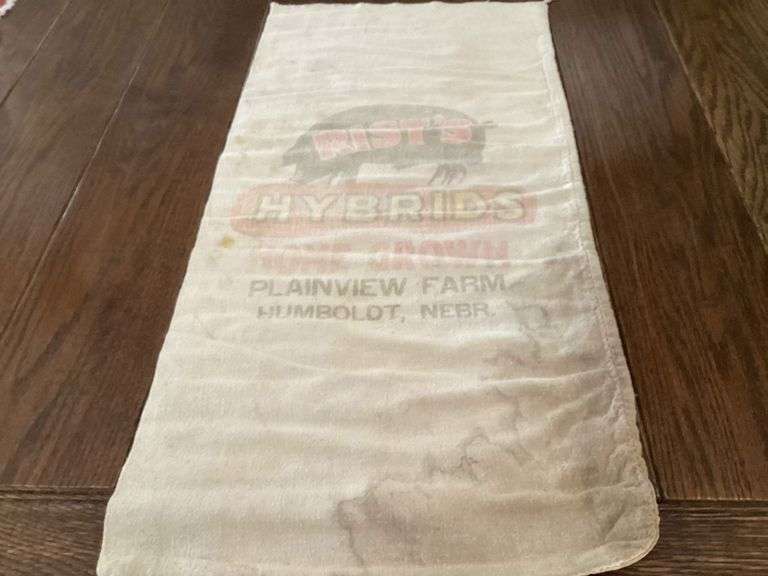 RIST'S
HYBRIDS
HOME GROWN
PLAINVIEW FARM
HUMBOLDT, NEBR.